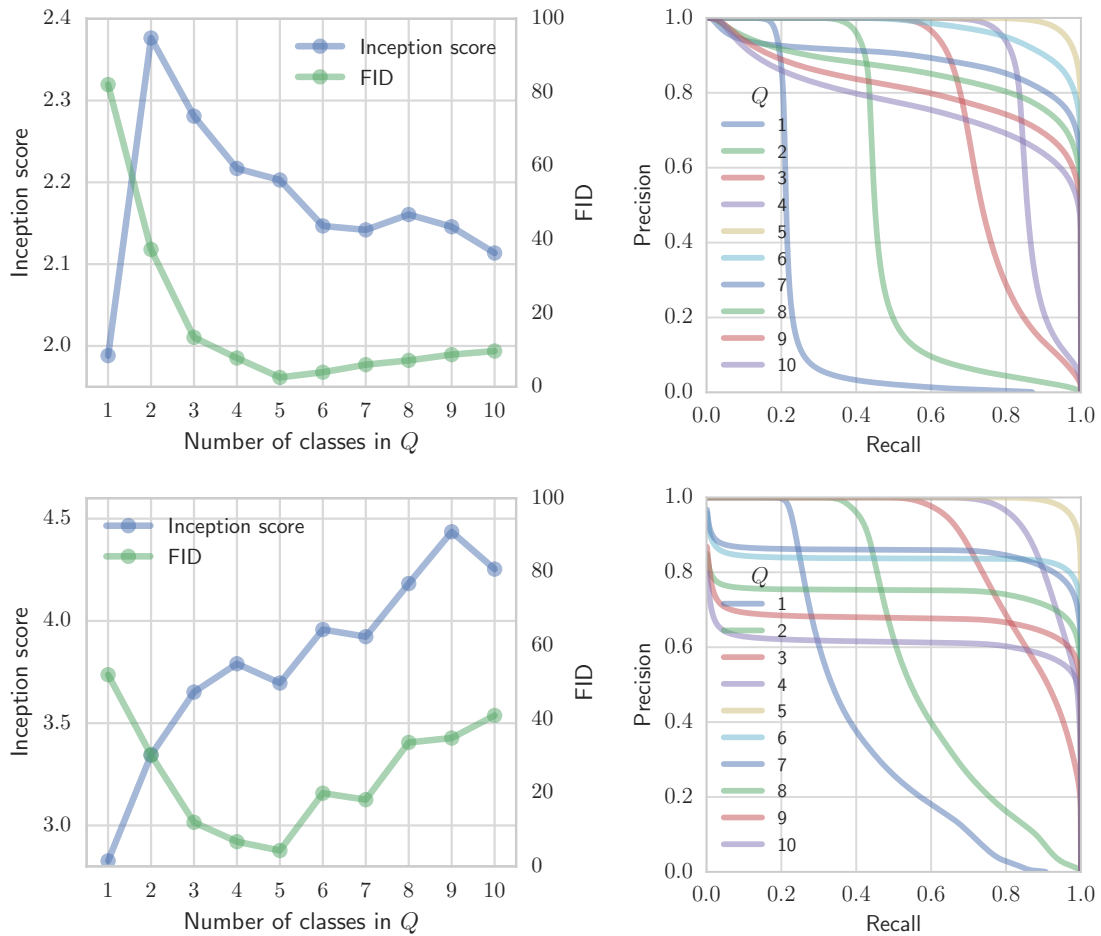 2.4
2.3
2.2
2.1
2.0
Inception score
100
80
60
40
20
0
FID
Inception score
FID
1 2 3 4 5 6 7 8 9 10
Number of classes in Q
1.0
0.8
0.6
0.4
0.2
0.0
Precision
Q
1
2
3
4
5
6
7
8
9
10
0.0 0.2 0.4 0.6 0.8 1.0
Recall
4.5
4.0
3.5
3.0
Inception score
100
80
60
40
20
0
FID
Inception score
FID
1 2 3 4 5 6 7 8 9 10
Number of classes in Q
1.0
0.8
0.6
0.4
0.2
0.0
Precision
Q
1
2
3
4
5
6
7
8
9
10
0.0 0.2 0.4 0.6 0.8 1.0
Recall